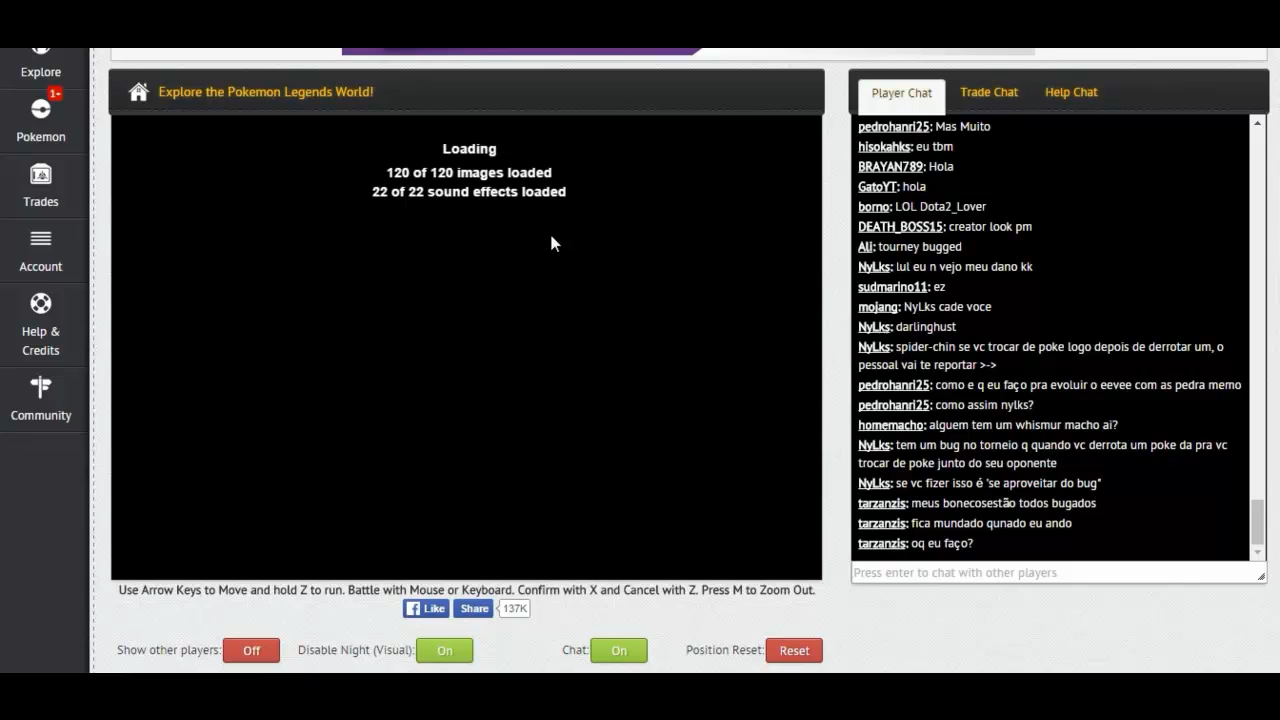 Explore
1+
Pokemon
Trades
Account
Help &
Credits
Community
Explore the Pokemon Legends World!
Loading
120 of 120 images loaded
22 of 22 sound effects loaded
Use Arrow Keys to Move and hold Z to run. Battle with Mouse or Keyboard. Confirm with X and Cancel with Z. Press M to Zoom Out.
Like Share 137K
Show other players: Off Disable Night (Visual): On Chat: On Position Reset: Reset
Player Chat Trade Chat Help Chat
pedrohanri25: Mas Muito
hisokahks: eu tbm
BRAYAN789: Hola
GatoYT: hola
borno: LOL Dota2_Lover
DEATH_BOSS15: creator look pm
Ali: tourney bugged
NyLks: lul eu n vejo meu dano kk
sudmarino11: ez
mojang: NyLks cade voce
NyLks: darlinghust
NyLks: spider-chin se vc trocar de poke logo depois de derrotar um, o
pessoal vai te reportar >->
pedrohanri25: como e q eu faço pra evoluir o eevee com as pedra memo
pedrohanri25: como assim nylks?
homemacho: alguem tem um whismur macho ai?
NyLks: tem um bug no torneio q quando vc derrota um poke da pra vc
trocar de poke junto do seu oponente
NyLks: se vc fizer isso é 'se aproveitar do bug"
tarzanzis: meus bonecosestão todos bugados
tarzanzis: fica mundado qunado eu ando
tarzanzis: oq eu faço?
Press enter to chat with other players